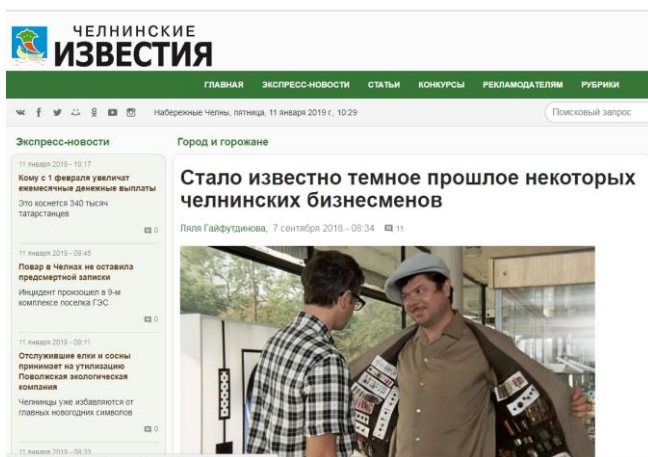 ЧЕЛНИНСКИЕ
ИЗВЕСТИЯ
ГЛАВНАЯ ЭКСПРЕСС-НОВОСТИ СТАТЬИ КОНКУРСЫ РЕКЛАМОДАТЕЛЯМ РУБРИКИ
Набережные Челны, пятница, 11 января 2019 г., 10:29
Поисковый запрос
Экспресс-новости
11 января 2019 - 10:17
Кому с 1 февраля увеличат
ежемесячные денежные выплаты
Это коснется 340 тысяч
татарстанцев
0
11 января 2019 - 09:45
Повар в Челнах не оставила
предсмертной записки
Инцидент произошел в 9-м
комплексе поселка ГЭС
0
11 января 2019 - 09:11
Отслужившие елки и сосны
принимает на утилизацию
Поволжская экологическая
компания
Челнинцы уже избавляются от
главных новогодних символов
0
11 января 2019 - 08:33
Город и горожане
Стало известно темное прошлое некоторых
челнинских бизнесменов
Ляля Гайфутдинова, 7 сентября 2018 - 08:34 11